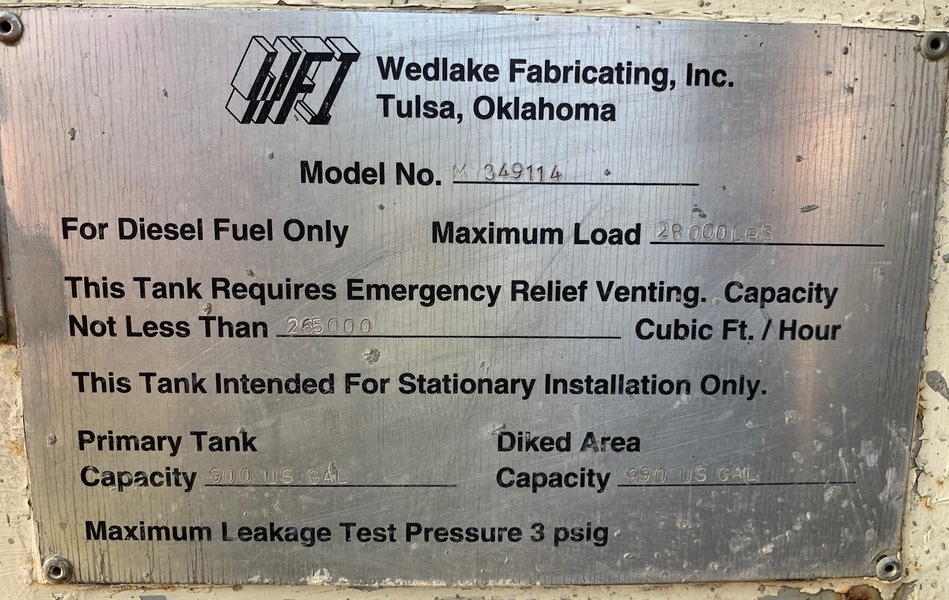 WFI
Wedlake Fabricating, Inc.
Tulsa, Oklahoma
Model No. M 349114
For Diesel Fuel Only Maximum Load 28000LBS
This Tank Requires Emergency Relief Venting. Capacity
Not Less Than 265000 Cubic Ft. / Hour
This Tank Intended For Stationary Installation Only.
Primary Tank Diked Area
Capacity 900 US GAL Capacity 990 US GAL
Maximum Leakage Test Pressure 3 psig